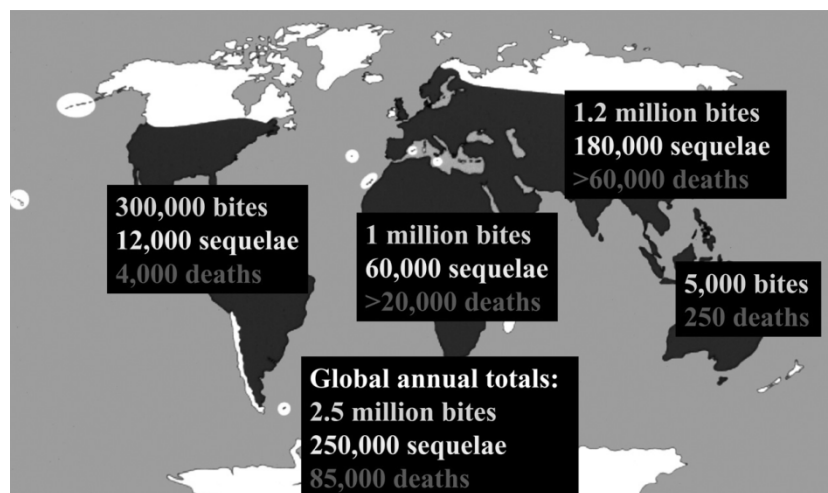 1.2 million bites
180,000 sequelae
>60,000 deaths
300,000 bites
12,000 sequelae
4,000 deaths
1 million bites
60,000 sequelae
>20,000 deaths
5,000 bites
250 deaths
Global annual totals:
2.5 million bites
250,000 sequelae
85,000 deaths